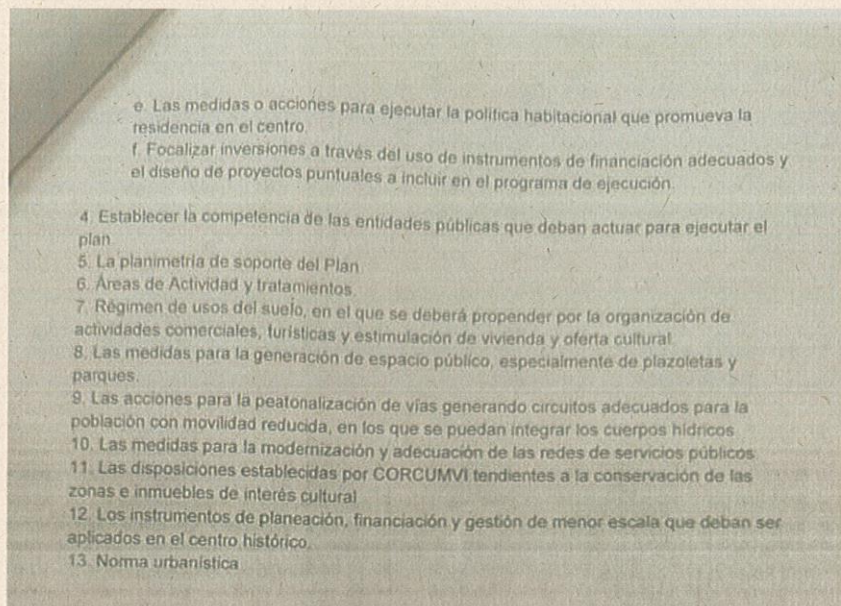 e. Las medidas o acciones para ejecutar la política habitacional que promueva la
residencia en el centro.
f. Focalizar inversiones a través del uso de instrumentos de financiación adecuados y
el diseño de proyectos puntuales a incluir en el programa de ejecución.
4. Establecer la competencia de las entidades públicas que deban actuar para ejecutar el
plan.
5. La planimetría de soporte del Plan.
6. Áreas de Actividad y tratamientos.
7. Régimen de usos del suelo, en el que se deberá propender por la organización de
actividades comerciales, turísticas y estimulación de vivienda y oferta cultural.
8. Las medidas para la generación de espacio público, especialmente de plazoletas y
parques.
9. Las acciones para la peatonalización de vías generando circuitos adecuados para la
población con movilidad reducida, en los que se puedan integrar los cuerpos hídricos.
10. Las medidas para la modernización y adecuación de las redes de servicios públicos.
11. Las disposiciones establecidas por CORCUMVI tendientes a la conservación de las
zonas e inmuebles de interés cultural.
12. Los instrumentos de planeación, financiación y gestión de menor escala que deban ser
aplicados en el centro histórico.
13. Norma urbanística.